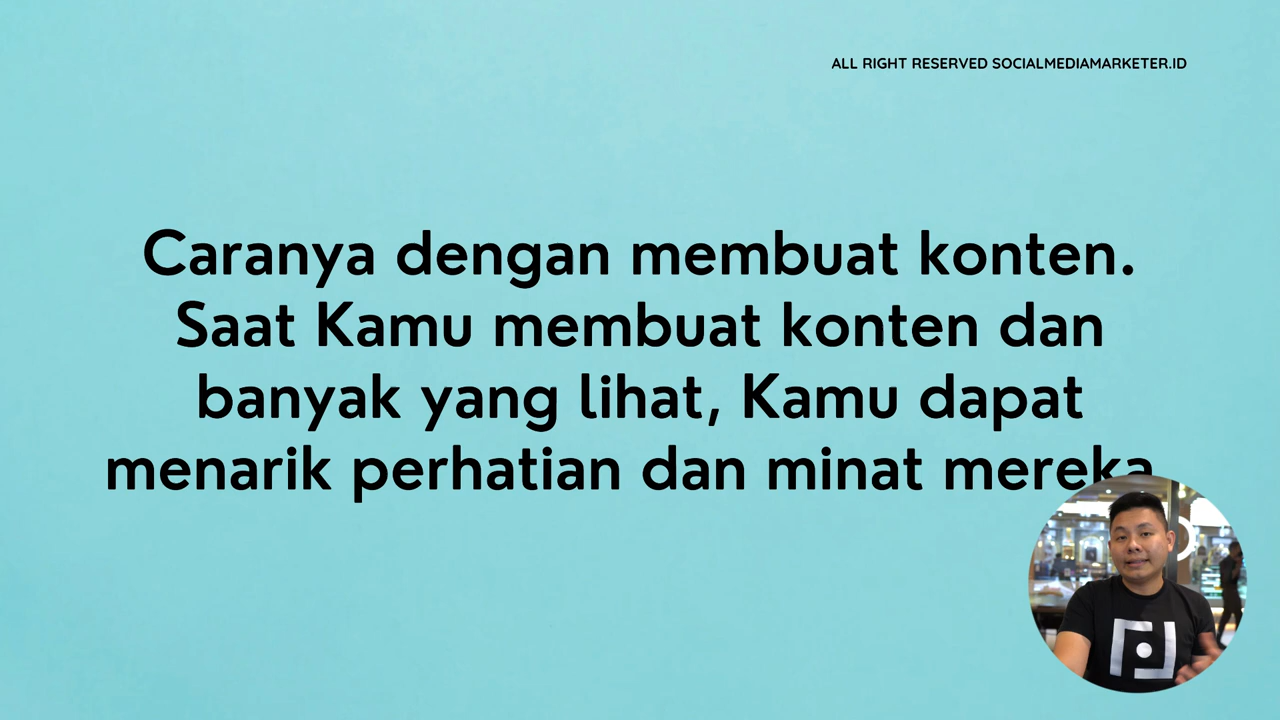 ALL RIGHT RESERVED SOCIALMEDIAMARKETER.ID
Caranya dengan membuat konten.
Saat Kamu membuat konten dan
banyak yang lihat, Kamu dapat
menarik perhatian dan minat mereka